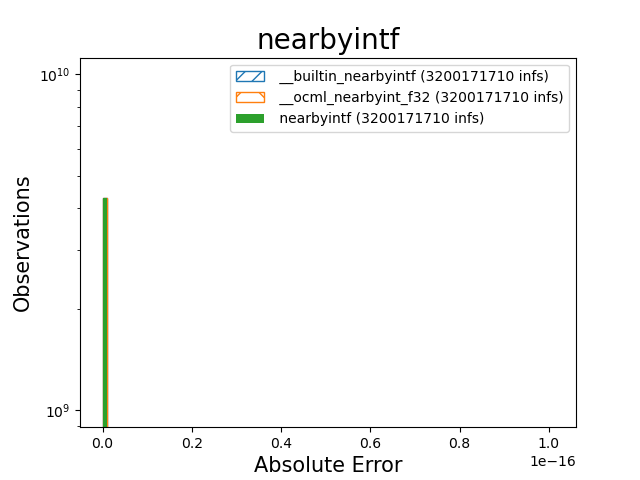 nearbyintf
__builtin_nearbyintf (3200171710 infs)
__ocml_nearbyint_f32 (3200171710 infs)
nearbyintf (3200171710 infs)
Observations
10¹⁰
10⁹
0.0 0.2 0.4 0.6 0.8 1.0
1e−16
Absolute Error